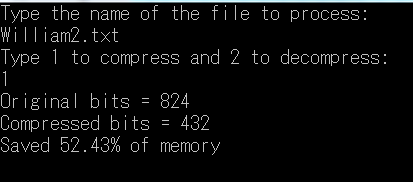 Type the name of the file to process:
William2.txt
Type 1 to compress and 2 to decompress:
1
Original bits = 824
Compressed bits = 432
Saved 52.43% of memory